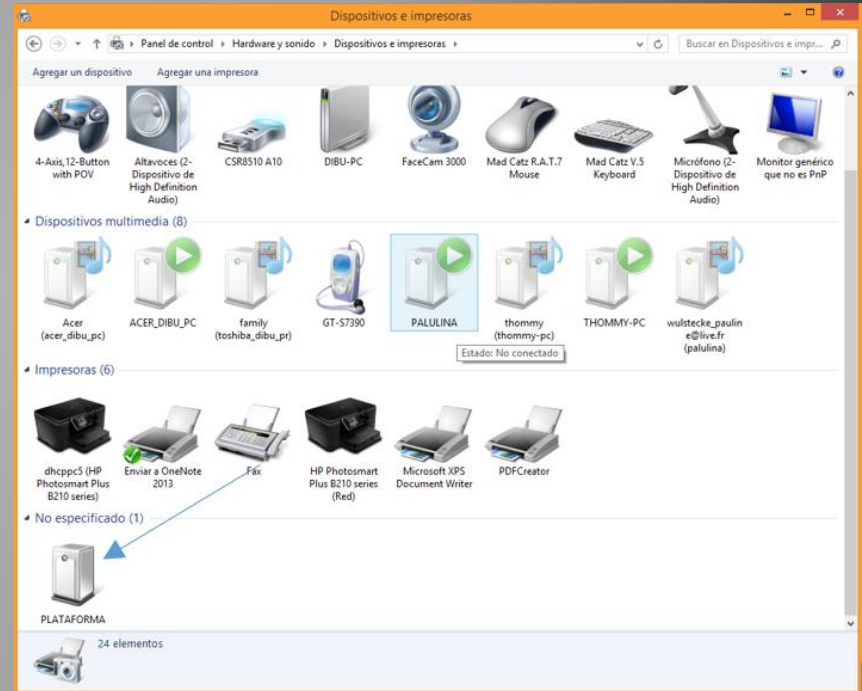 Dispositivos e impresoras
Panel de control Hardware y sonido Dispositivos e impresoras
Buscar en Dispositivos e impr...
Agregar un dispositivo Agregar una impresora
4-Axis,12-Button
with POV
Altavoces (2-
Dispositivo de
High Definition
Audio)
CSR8510 A10
DIBU-PC
FaceCam 3000
Mad Catz R.A.T.7
Mouse
Mad Catz V.5
Keyboard
Micrófono (2-
Dispositivo de
High Definition
Audio)
Monitor genérico
que no es PnP
Dispositivos multimedia (8)
Acer
(acer_dibu_pc)
ACER_DIBU_PC
family
(toshiba_dibu_pr)
GT-S7390
PALULINA
thommy
(thommy-pc)
THOMMY-PC
wulstecke_paulin
e@live.fr
(palulina)
Estado: No conectado
Impresoras (6)
dhcppc5 (HP
Photosmart Plus
B210 series)
Enviar a OneNote
2013
Fax
HP Photosmart
Plus B210 series
(Red)
Microsoft XPS
Document Writer
PDFCreator
No especificado (1)
PLATAFORMA
24 elementos